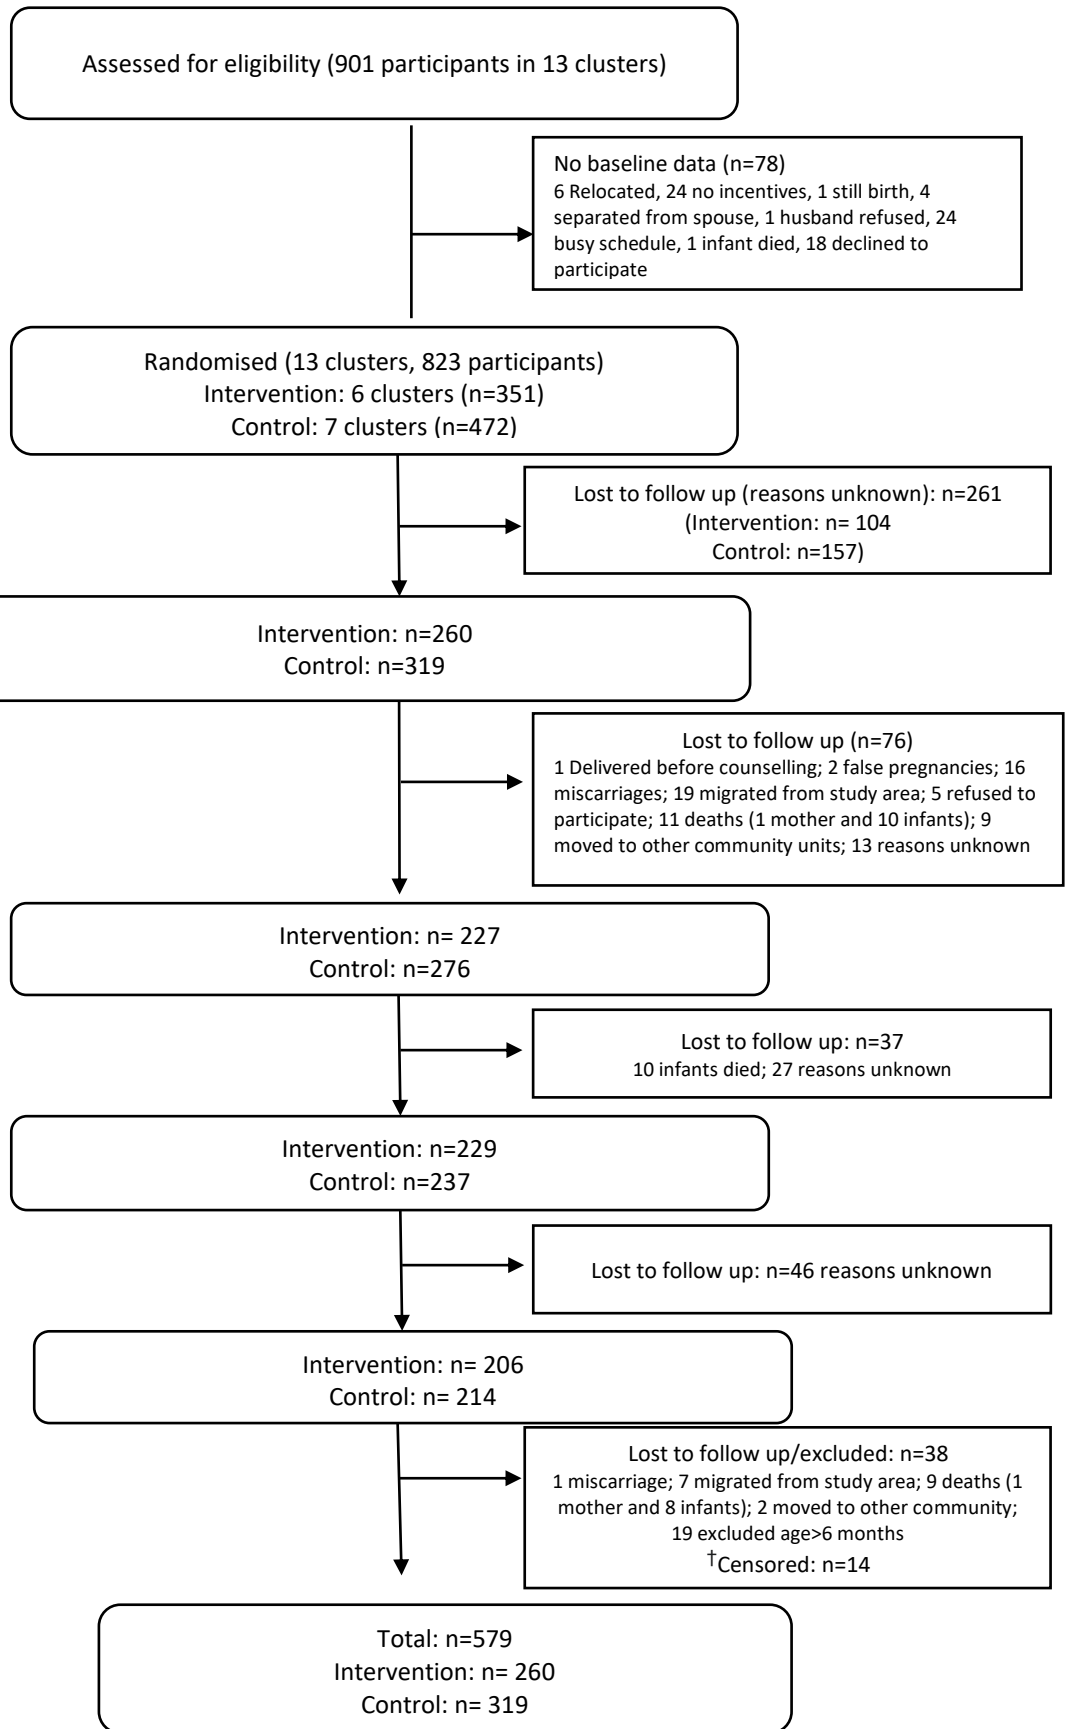 Assessed for eligibility (901 participants in 13 clusters)
No baseline data (n=78)
6 Relocated, 24 no incentives, 1 still birth, 4
separated from spouse, 1 husband refused, 24
busy schedule, 1 infant died, 18 declined to
participate
Randomised (13 clusters, 823 participants)
Intervention: 6 clusters (n=351)
Control: 7 clusters (n=472)
Lost to follow up (reasons unknown): n=261
(Intervention: n= 104
Control: n=157)
Intervention: n=260
Control: n=319
Lost to follow up (n=76)
1 Delivered before counselling; 2 false pregnancies; 16
miscarriages; 19 migrated from study area; 5 refused to
participate; 11 deaths (1 mother and 10 infants); 9
moved to other community units; 13 reasons unknown
Intervention: n= 227
Control: n=276
Lost to follow up: n=37
10 infants died; 27 reasons unknown
Intervention: n=229
Control: n=237
Lost to follow up: n=46 reasons unknown
Intervention: n= 206
Control: n= 214
Lost to follow up/excluded: n=38
1 miscarriage; 7 migrated from study area; 9 deaths (1
mother and 8 infants); 2 moved to other community;
19 excluded age>6 months
†Censored: n=14
Total: n=579
Intervention: n= 260
Control: n= 319